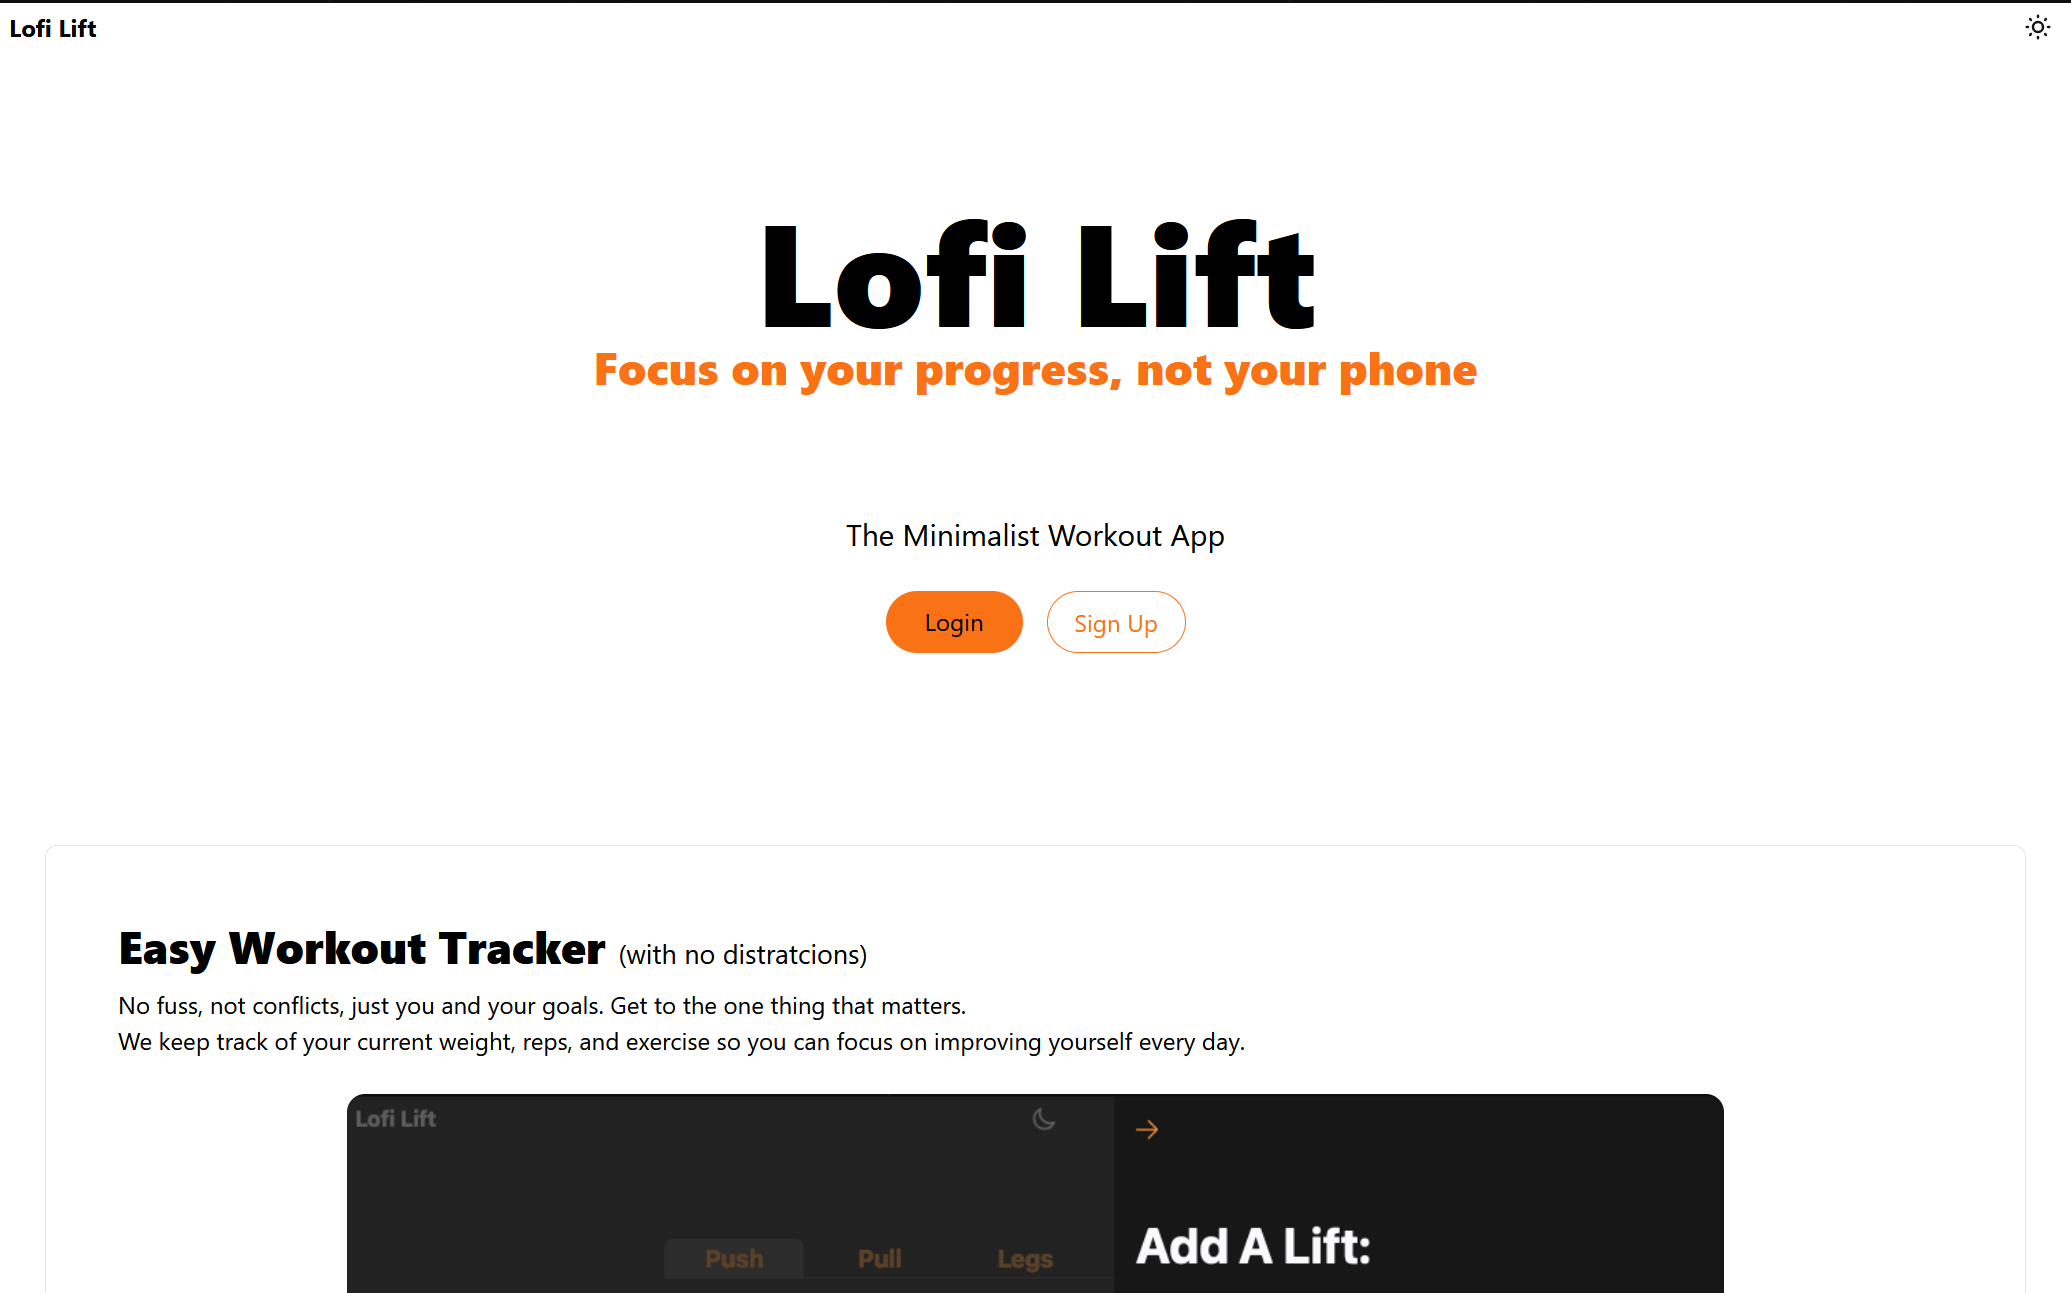 Lofi Lift
Lofi Lift
Focus on your progress, not your phone
The Minimalist Workout App
Login Sign Up
Easy Workout Tracker (with no distratcions)
No fuss, not conflicts, just you and your goals. Get to the one thing that matters.
We keep track of your current weight, reps, and exercise so you can focus on improving yourself every day.
Lofi Lift
Push Pull Legs
Add A Lift: